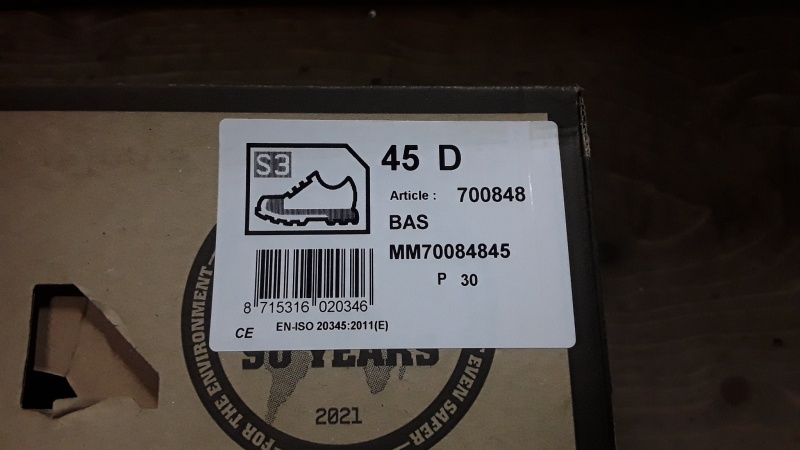 S3
45 D
Article : 700848
BAS
MM70084845
P 30
8 715316 020346
CE EN-ISO 20345:2011(E)
90 YEARS
2021
FOR THE ENVIRONMENT
EVEN SAFER